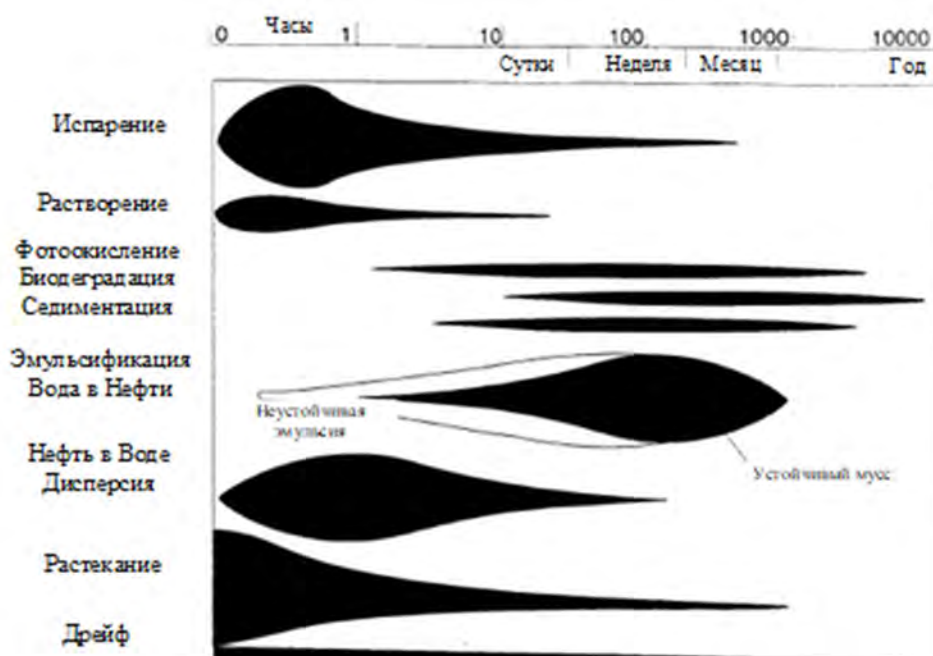 Часы
0 1 10 100 1000 10000
Сутки Неделя Месяц Год
Испарение
Растворение
Фотоокисление
Биодеградация
Седиментация
Эмульсификация
Вода в Нефти
Неустойчивая
эмульсия
Нефть в Воде
Дисперсия
Устойчивый мусс
Растекание
Дрейф